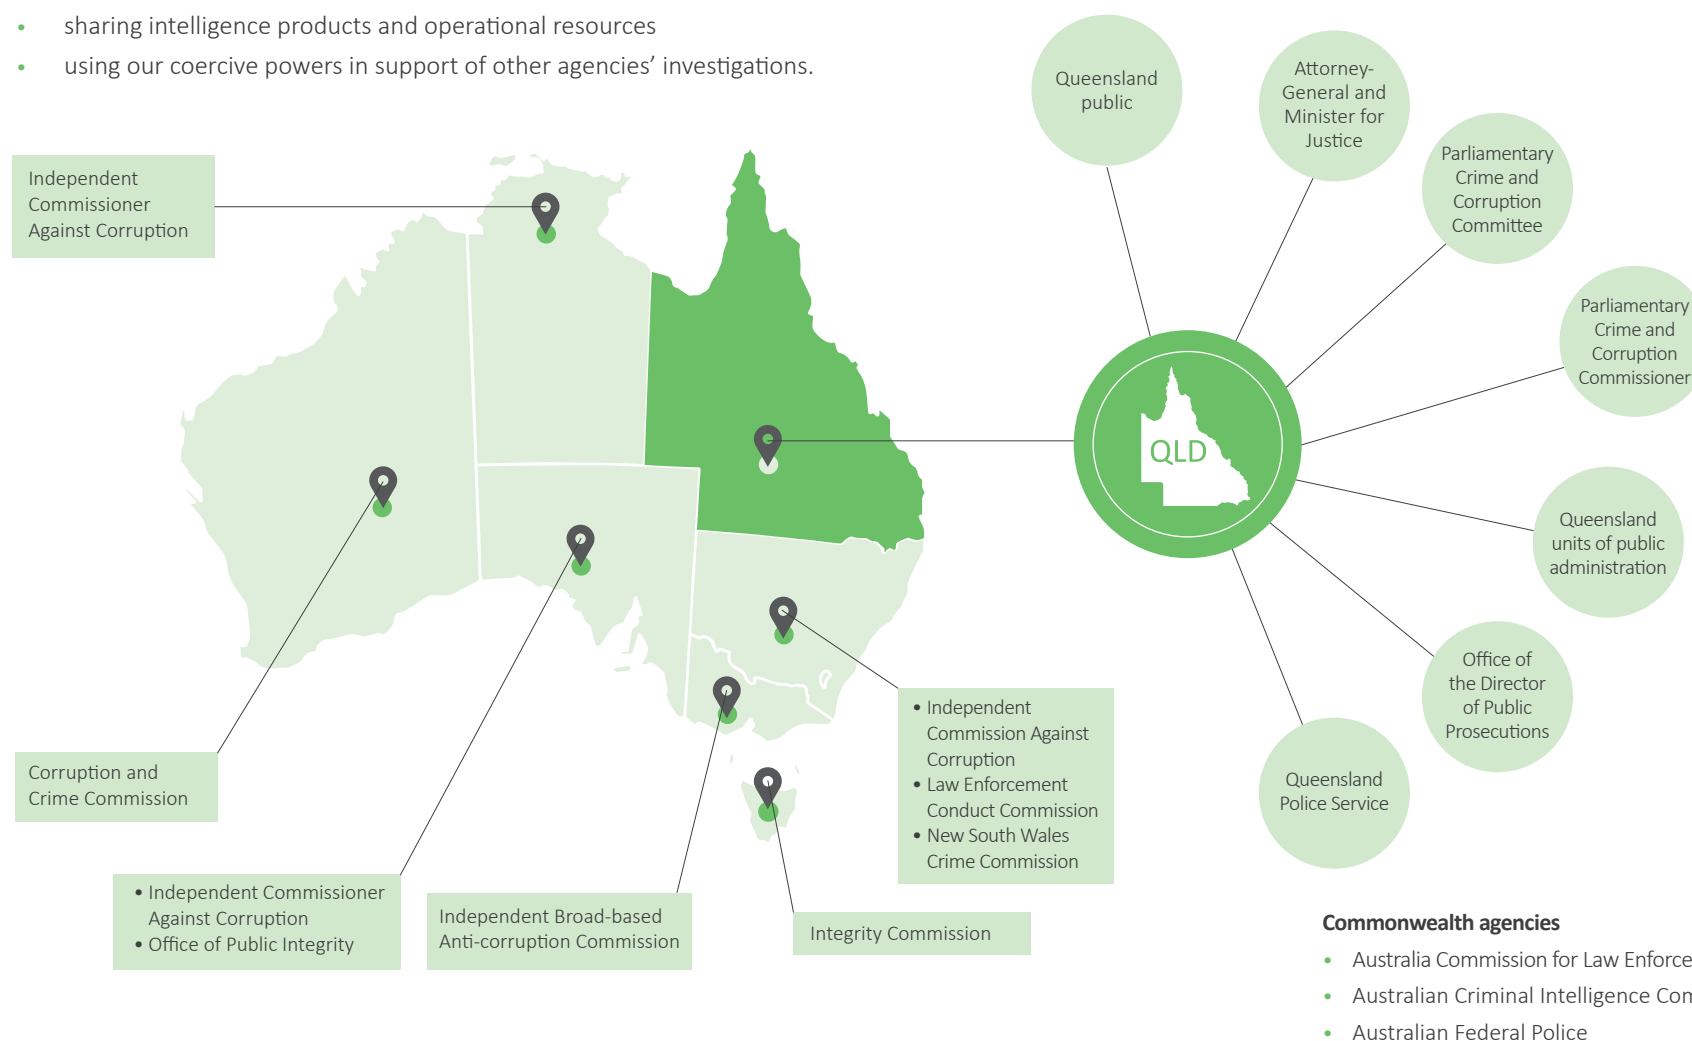 • sharing intelligence products and operational resources
• using our coercive powers in support of other agencies’ investigations.
Independent
Commissioner
Against Corruption
Corruption and
Crime Commission
• Independent Commissioner
Against Corruption
• Office of Public Integrity
Independent Broad-based
Anti-corruption Commission
Integrity Commission
• Independent
Commission Against
Corruption
• Law Enforcement
Conduct Commission
• New South Wales
Crime Commission
QLD
Queensland
public
Attorney-
General and
Minister for
Justice
Parliamentary
Crime and
Corruption
Committee
Parliamentary
Crime and
Corruption
Commissioner
Queensland
units of public
administration
Office of
the Director
of Public
Prosecutions
Queensland
Police Service
Commonwealth agencies
• Australia Commission for Law Enforce
• Australian Criminal Intelligence Com
• Australian Federal Police